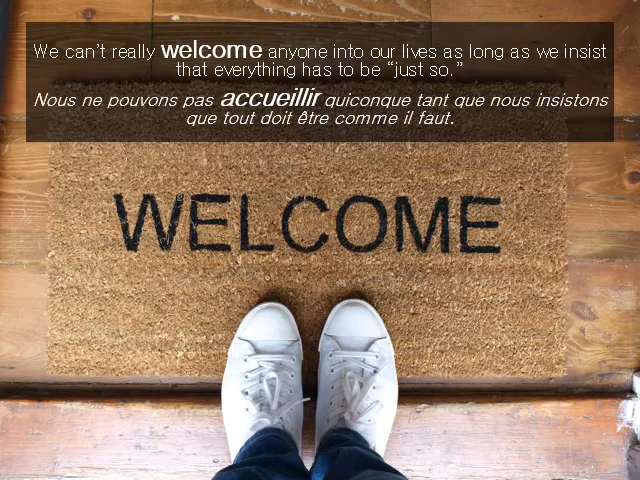 We can't really welcome anyone into our lives as long as we insist
that everything has to be “just so.”
Nous ne pouvons pas accueillir quiconque tant que nous insistons
que tout doit être comme il faut.
WELCOME